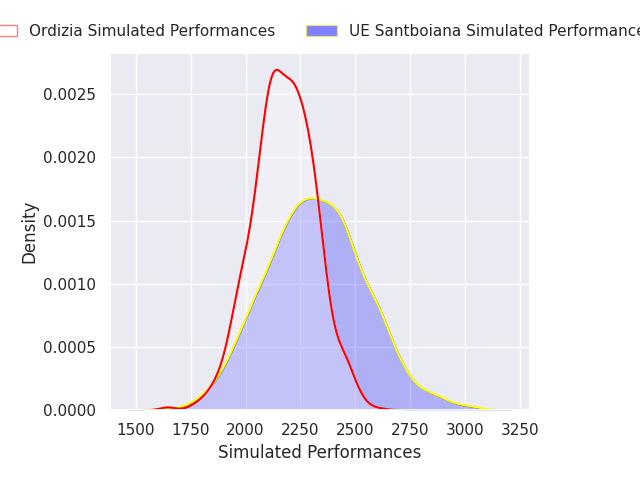 Ordizia Simulated Performances
UE Santboiana Simulated Performance
0.0025
0.0020
0.0015
0.0010
0.0005
0.0000
Density
1500 1750 2000 2250 2500 2750 3000 3250
Simulated Performances